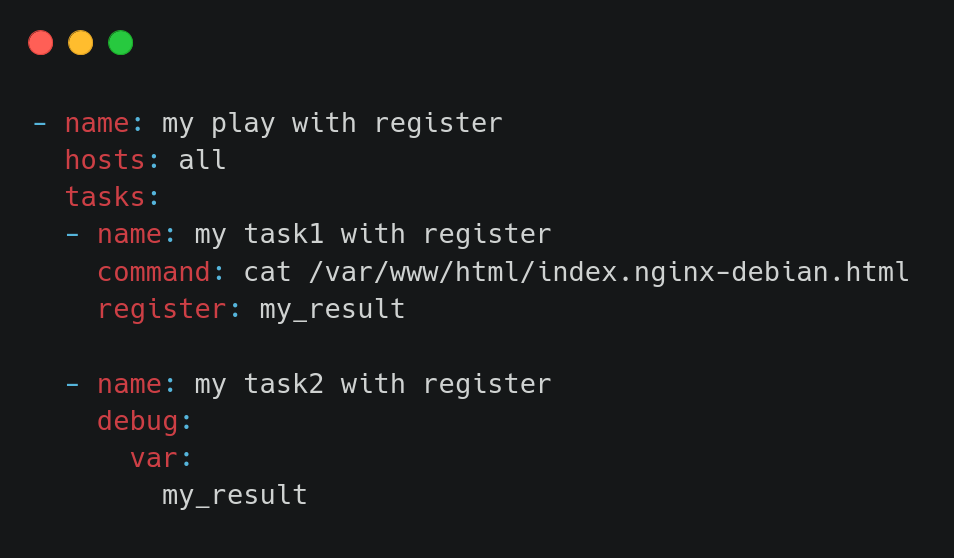 - name: my play with register
  hosts: all
  tasks:
  - name: my task1 with register
    command: cat /var/www/html/index.nginx-debian.html
    register: my_result

  - name: my task2 with register
    debug:
      var:
        my_result